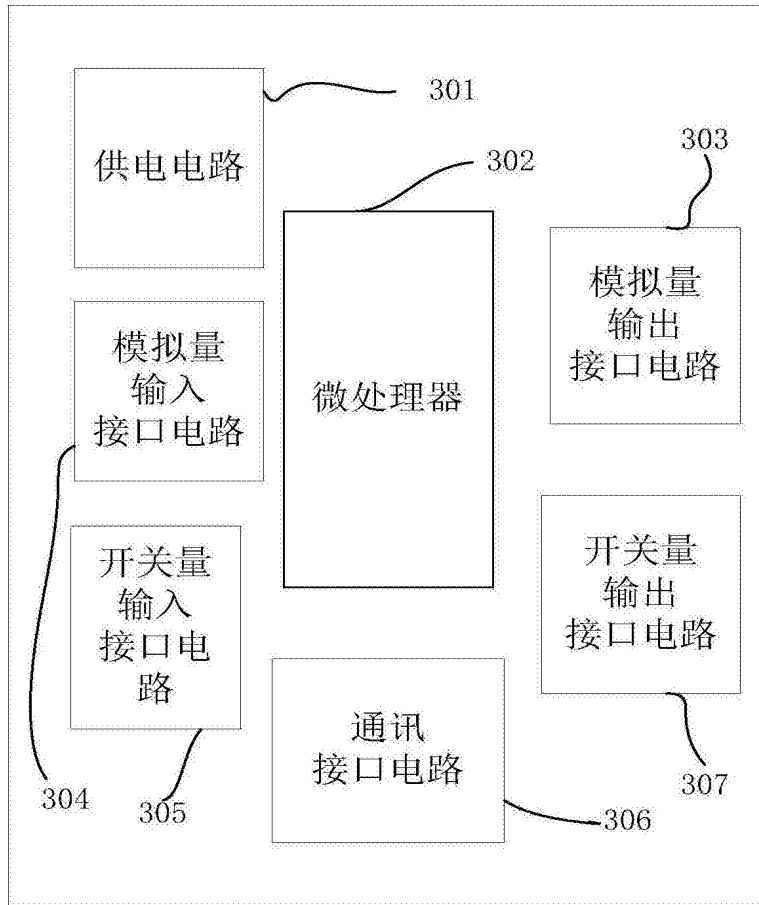 供电电路
301
302
303
微处理器
模拟量
输出
接口电路
模拟量
输入
接口电路
304
开关量
输入
接口电
路
305
通讯
接口电路
306
开关量
输出
接口电路
307